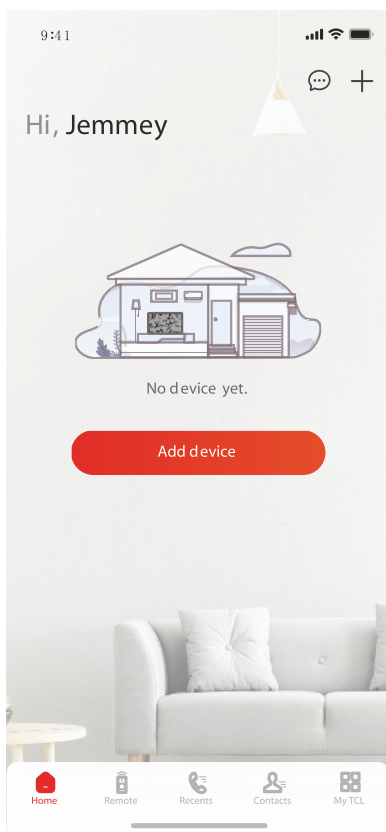 9:41
Hi, Jemmey
No device yet.
Add device
Home Remote Recents Contacts My TCL